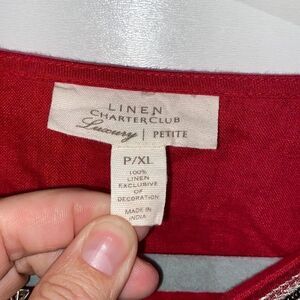 LINEN
CHARTER CLUB
Luxury | PETITE
P/XL
100%
LINEN
EXCLUSIVE
OF
DECORATION
MADE IN
INDIA